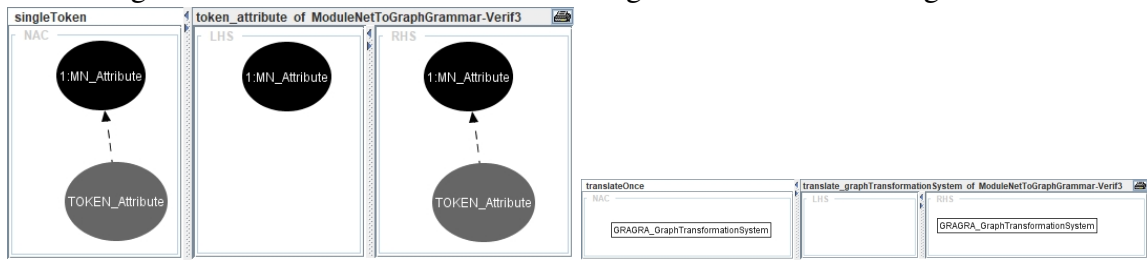 singleToken
token_attribute of ModuleNetToGraphGrammar-Verif3
NAC
LHS
RHS
1:MN_Attribute
1:MN_Attribute
1:MN_Attribute
TOKEN_Attribute
TOKEN_Attribute
translateOnce
translate_graphTransformationSystem of ModuleNetToGraphGrammar-Verif3
NAC
LHS
RHS
GRAGRA_GraphTransformationSystem
GRAGRA_GraphTransformationSystem